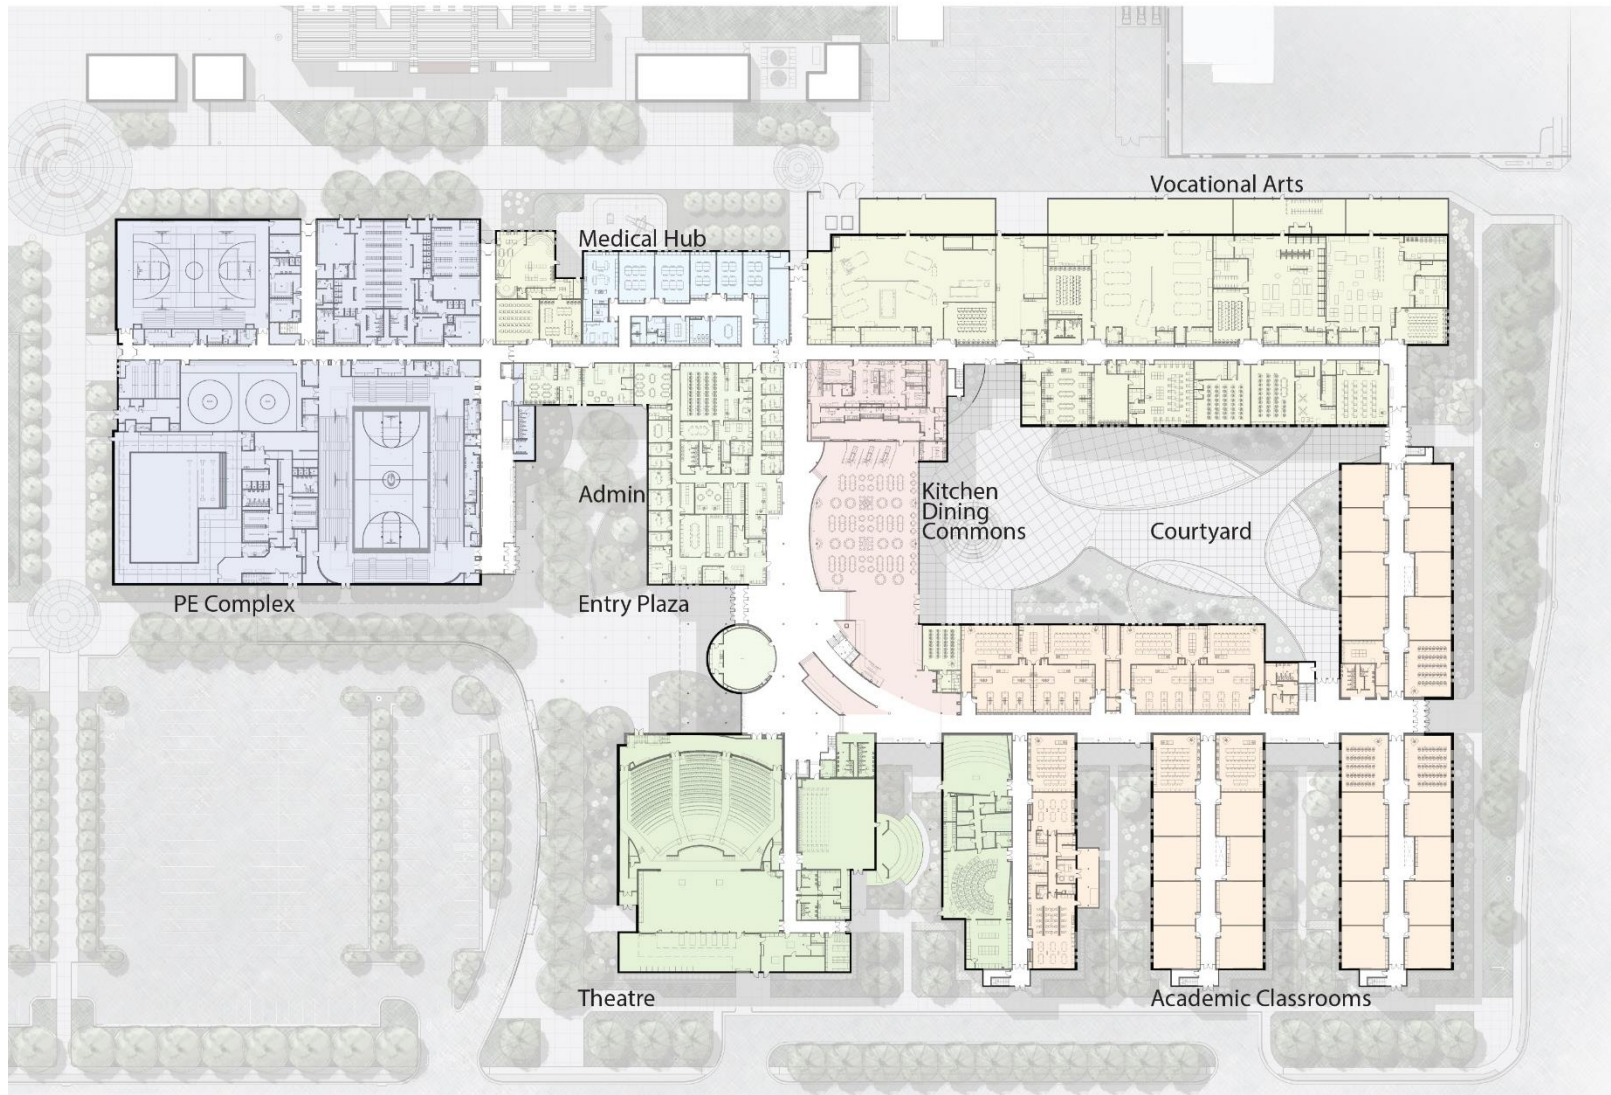 Vocational Arts
Medical Hub
Admin
Kitchen
Dining
Commons
Courtyard
PE Complex
Entry Plaza
Theatre
Academic Classrooms